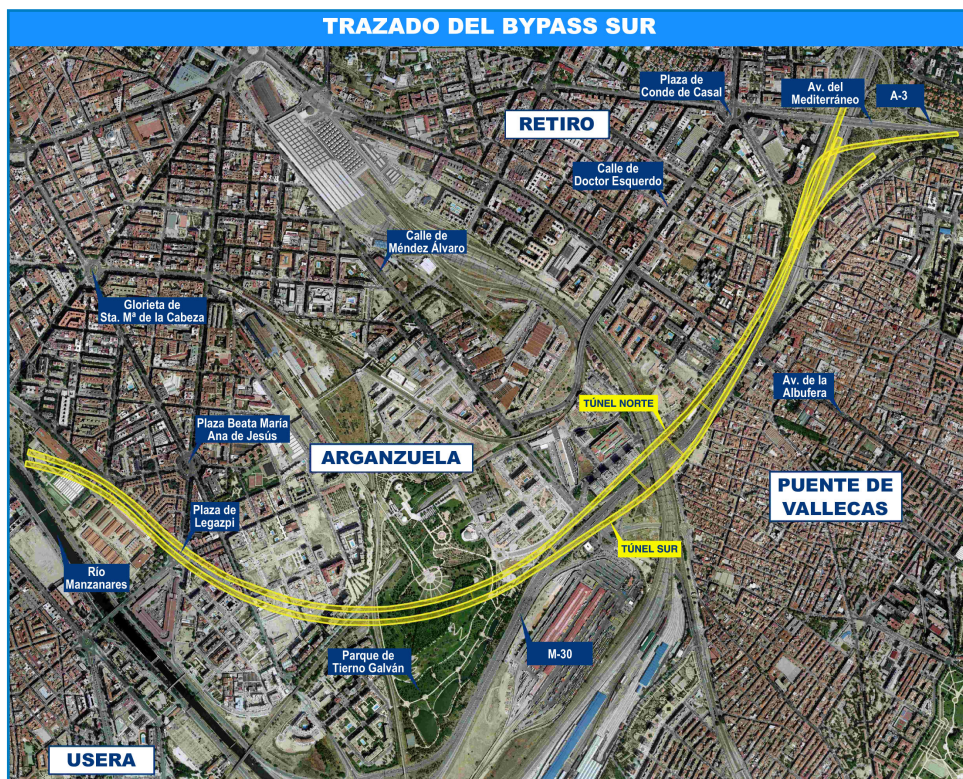 TRAZADO DEL BYPASS SUR
Plaza de
Conde de Casal
Av. del
Mediterráneo
A-3
RETIRO
Calle de
Doctor Esquerdo
Calle de
Méndez Álvaro
Glorieta de
Sta. Mª de la Cabeza
Av. de la
Albufera
TÚNEL NORTE
Plaza Beata María
Ana de Jesús
ARGANZUELA
PUENTE DE
VALLECAS
Plaza de
Legazpi
TÚNEL SUR
Río
Manzanares
Parque de
Tierno Galván
M-30
USERA